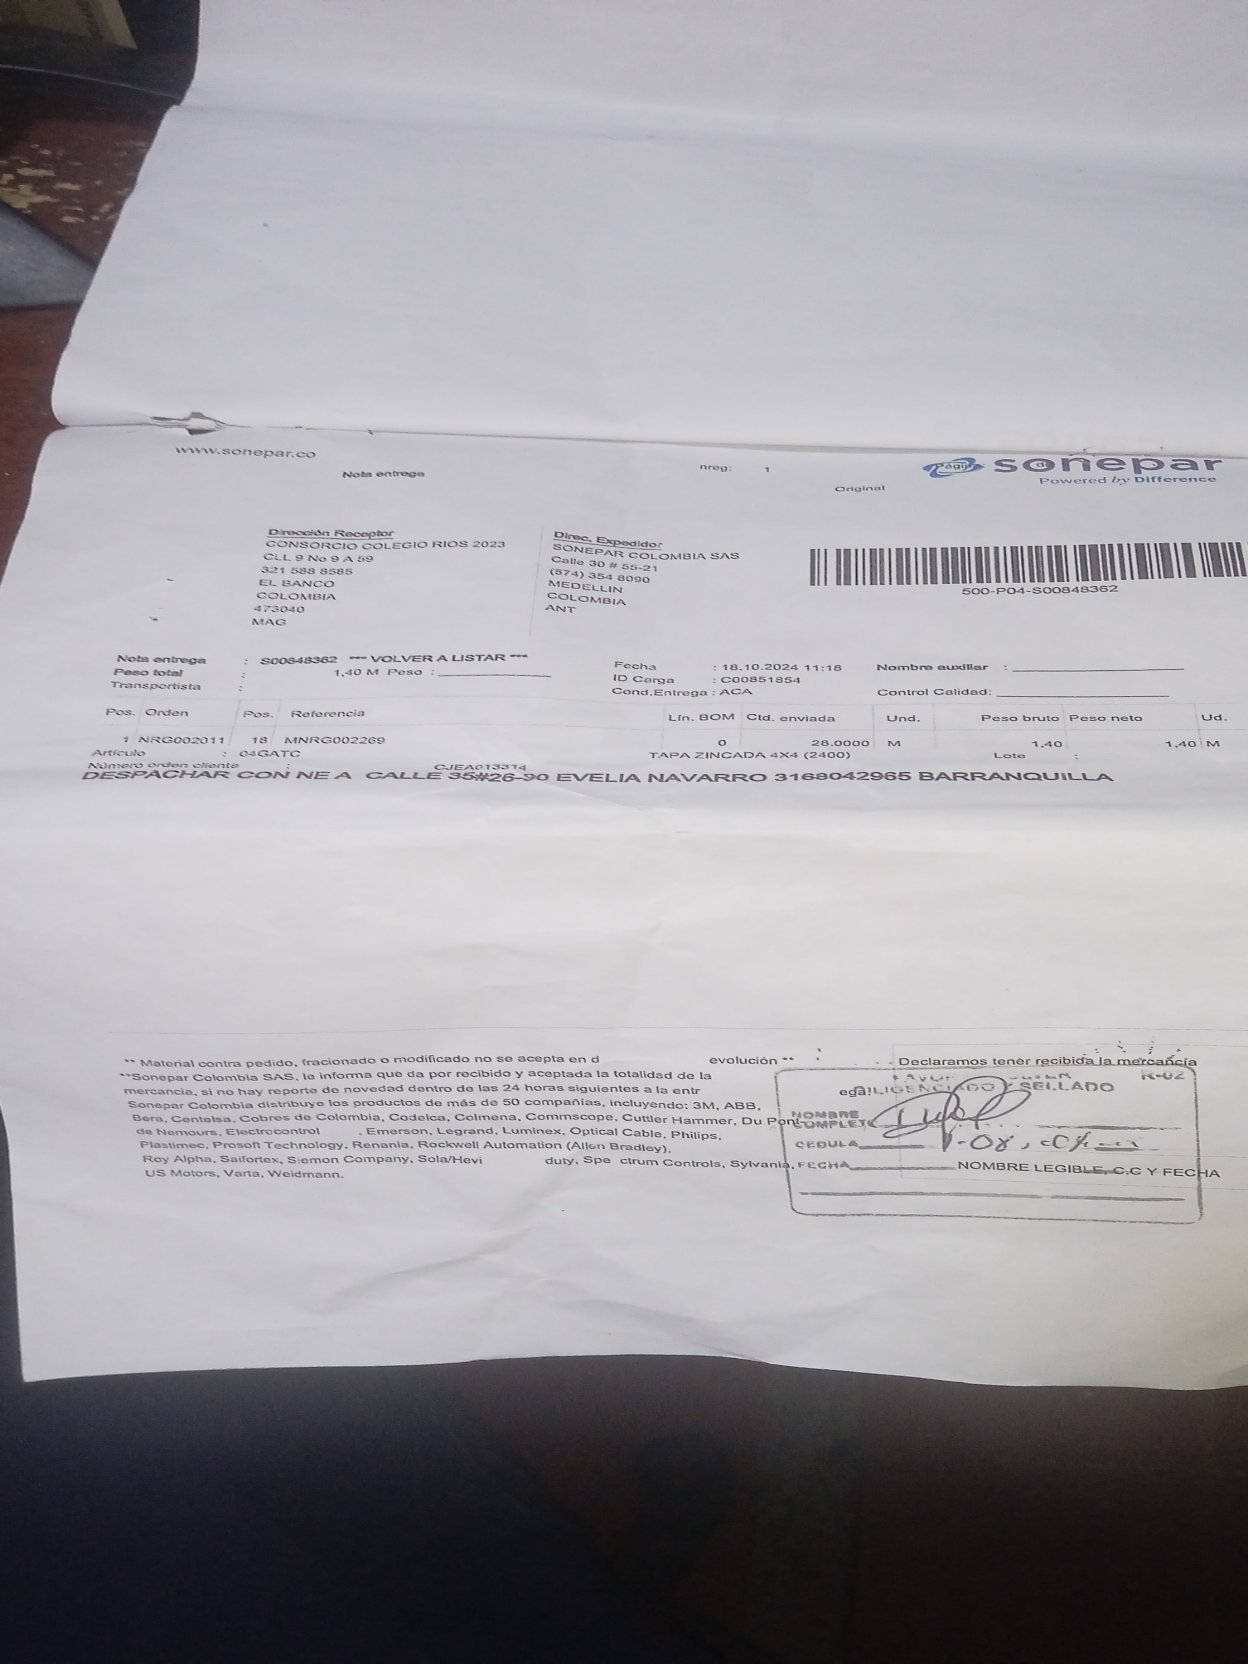 www.sonepar.co
Nota entrega
nreg: 1
Original
Pági sonepar
Powered by Difference
Dirección Receptor
CONSORCIO COLEGIO RIOS 2023
CLL 9 No 9 A 59
321 588 8585
EL BANCO
COLOMBIA
473040
MAG
Direc. Expedidor
SONEPAR COLOMBIA SAS
Calle 30 # 55-21
(574) 354 8090
MEDELLIN
COLOMBIA
ANT
500-P04-S00848362
Nota entrega : S00848362 *** VOLVER A LISTAR ***
Peso total : 1,40 M Peso :
Transportista :
Fecha : 18.10.2024 11:18
ID Carga : C00851854
Cond.Entrega : ACA
Nombre auxiliar :
Control Calidad:
Pos. Orden Pos. Referencia Lín. BOM Ctd. enviada Und. Peso bruto Peso neto Ud.
1 NRG002011 18 MNRG002269 0 28.0000 M 1,40 1,40 M
Artículo : 04GATC TAPA ZINCADA 4X4 (2400) Lote :
Número orden cliente : CJEA013314
DESPACHAR CON NE A CALLE 35#26-90 EVELIA NAVARRO 3168042965 BARRANQUILLA
** Material contra pedido, fracionado o modificado no se acepta en d evolución **
**Sonepar Colombia SAS, le informa que da por recibido y aceptada la totalidad de la
mercancia, si no hay reporte de novedad dentro de las 24 horas siguientes a la entr ega
Sonepar Colombia distribuye los productos de más de 50 compañias, incluyendo: 3M, ABB,
Bera, Centelsa, Cobres de Colombia, Codelca, Colmena, Commscope, Cuttler Hammer, Du Pont
de Nemours, Electrocontrol , Emerson, Legrand, Luminex, Optical Cable, Philips,
Plastimec, Prosoft Technology, Renania, Rockwell Automation (Allen Bradley).
Roy Alpha, Saifortex, Siemon Company, Sola/Hevi duty, Spe ctrum Controls, Sylvania,
US Motors, Varta, Weidmann.
Declaramos tener recibida la mercancía
R-02
DILIGENCIADO Y SELLADO
NOMBRE
COMPLETO
CEDULA
FECHA
NOMBRE LEGIBLE, C.C Y FECHA